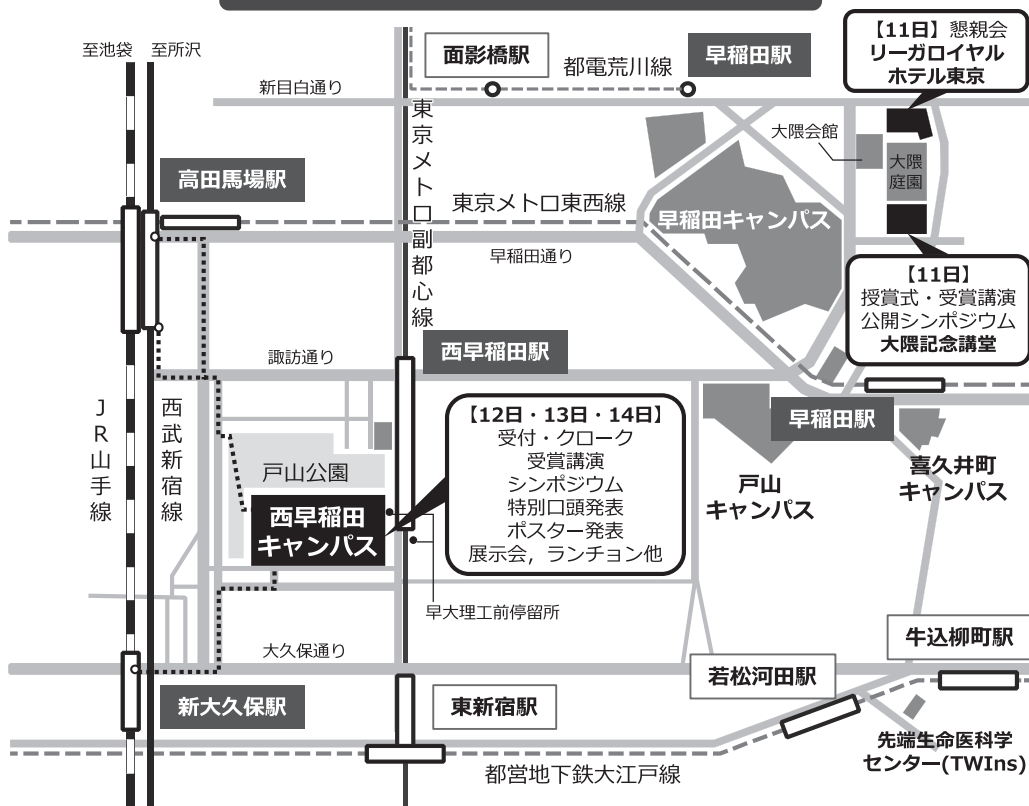 【11日】懇親会
リーガロイヤル
ホテル東京
至池袋
至所沢
面影橋駅
都電荒川線
早稲田駅
新目白通り
東京メトロ副都心線
大隈会館
大隈
庭園
高田馬場駅
東京メトロ東西線
早稲田キャンパス
早稲田通り
【11日】
授賞式・受賞講演
公開シンポジウム
大隈記念講堂
西早稲田駅
諏訪通り
JR山手線
西武新宿線
【12日・13日・14日】
受付・クローク
受賞講演
シンポジウム
特別口頭発表
ポスター発表
展示会，ランチョン他
早稲田駅
戸山公園
戸山
キャンパス
喜久井町
キャンパス
西早稲田
キャンパス
早大理工前停留所
大久保通り
牛込柳町駅
若松河田駅
新大久保駅
東新宿駅
先端生命医科学
センター(TWIns)
都営地下鉄大江戸線